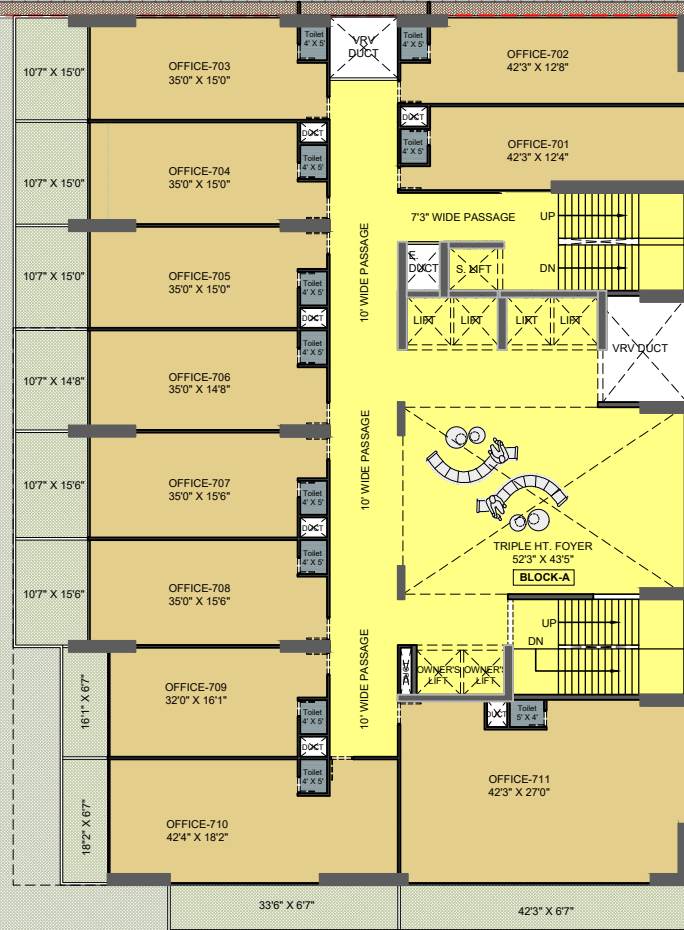 Toilet
4' X 5'
VRV
DUCT
Toilet
4' X 5'
OFFICE-702
42'3" X 12'8"
10'7" X 15'0"
OFFICE-703
35'0" X 15'0"
DUCT
DUCT
Toilet
4' X 5'
Toilet
4' X 5'
OFFICE-701
42'3" X 12'4"
10'7" X 15'0"
OFFICE-704
35'0" X 15'0"
7'3" WIDE PASSAGE
UP
10' WIDE PASSAGE
10'7" X 15'0"
OFFICE-705
35'0" X 15'0"
E.
DUCT
S. LIFT
DN
Toilet
4' X 5'
DUCT
LIFT
LIFT
LIFT
LIFT
VRV DUCT
10'7" X 14'8"
OFFICE-706
35'0" X 14'8"
Toilet
4' X 5'
10' WIDE PASSAGE
10'7" X 15'6"
OFFICE-707
35'0" X 15'6"
Toilet
4' X 5'
DUCT
TRIPLE HT. FOYER
52'3" X 43'5"
BLOCK-A
10'7" X 15'6"
OFFICE-708
35'0" X 15'6"
Toilet
4' X 5'
UP
DN
10' WIDE PASSAGE
OWNER'S
LIFT
OWNER'S
LIFT
16'1" X 6'7"
OFFICE-709
32'0" X 16'1"
Toilet
4' X 5'
DUCT
DUCT
Toilet
5' X 4'
Toilet
4' X 5'
OFFICE-711
42'3" X 27'0"
18'2" X 6'7"
OFFICE-710
42'4" X 18'2"
33'6" X 6'7"
42'3" X 6'7"